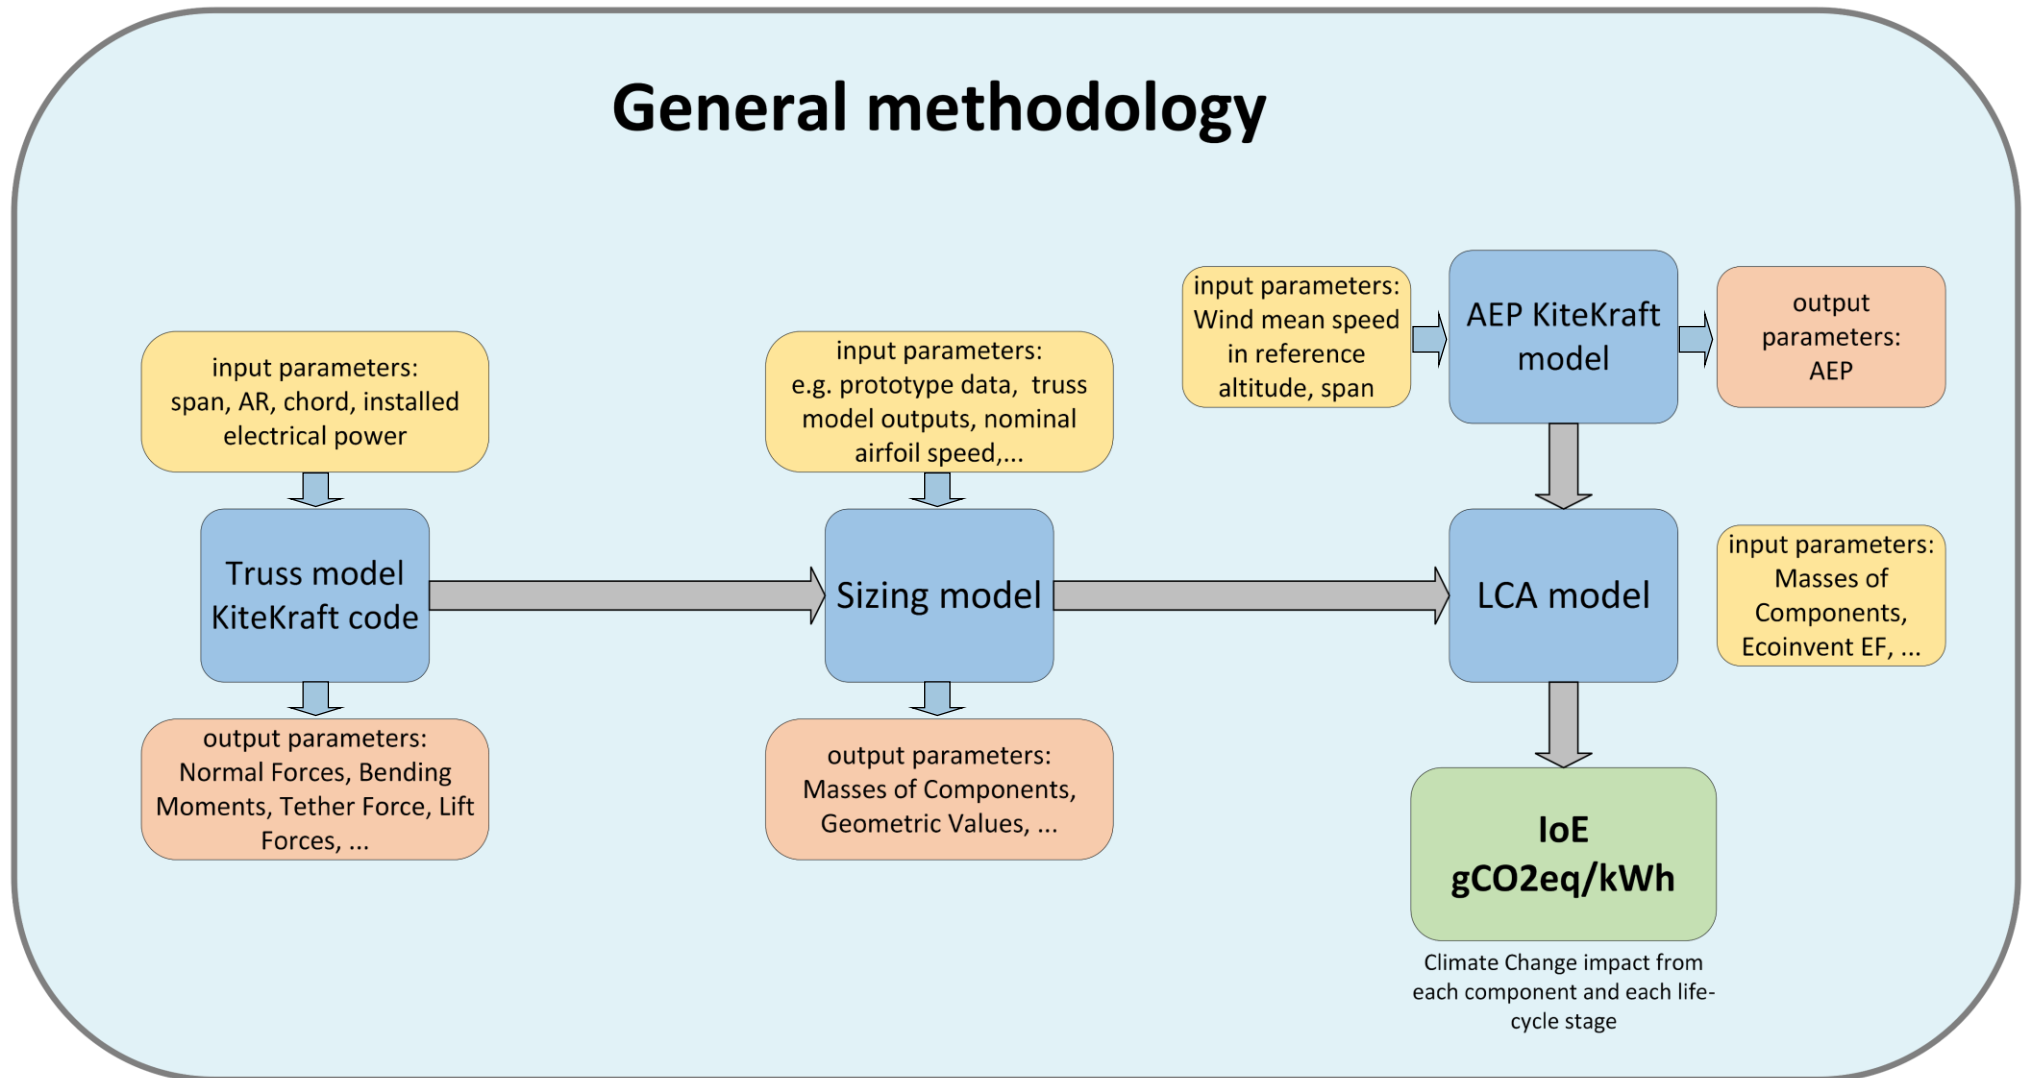 General methodology
input parameters:
span, AR, chord, installed
electrical power
input parameters:
e.g. prototype data, truss
model outputs, nominal
airfoil speed,...
input parameters:
Wind mean speed
in reference
altitude, span
AEP KiteKraft
model
output
parameters:
AEP
Truss model
KiteKraft code
Sizing model
LCA model
input parameters:
Masses of
Components,
Ecoinvent EF, ...
output parameters:
Normal Forces, Bending
Moments, Tether Force, Lift
Forces, ...
output parameters:
Masses of Components,
Geometric Values, ...
IoE
gCO2eq/kWh
Climate Change impact from
each component and each life-
cycle stage